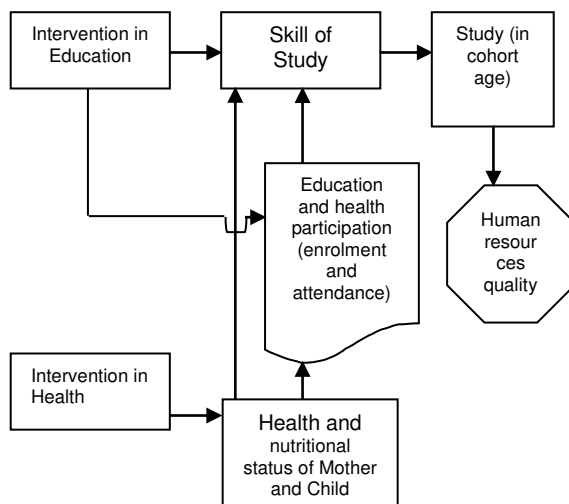 Intervention in
Education
Skill of
Study
Study (in
cohort
age)
Education
and health
participation
(enrolment
and
attendance)
Human
resour
ces
quality
Intervention in
Health
Health and
nutritional
status of Mother
and Child